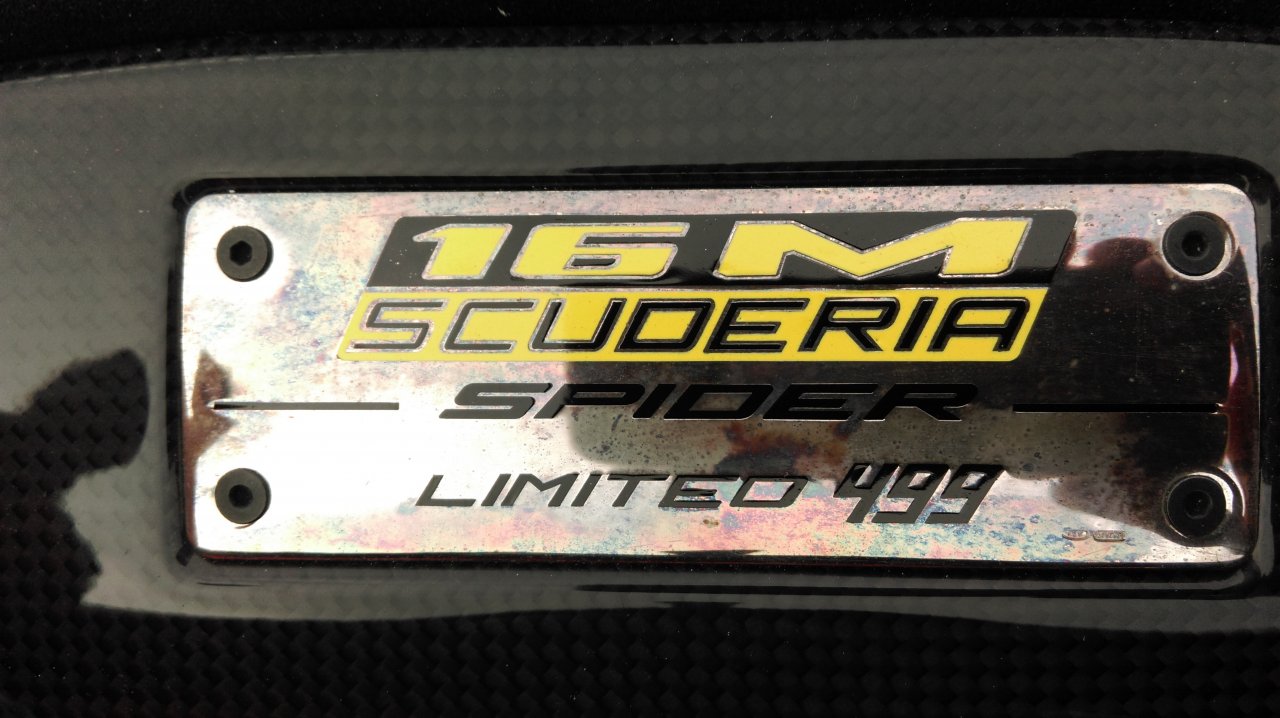 16M
SCUDERIA
SPIDER
LIMITED 499